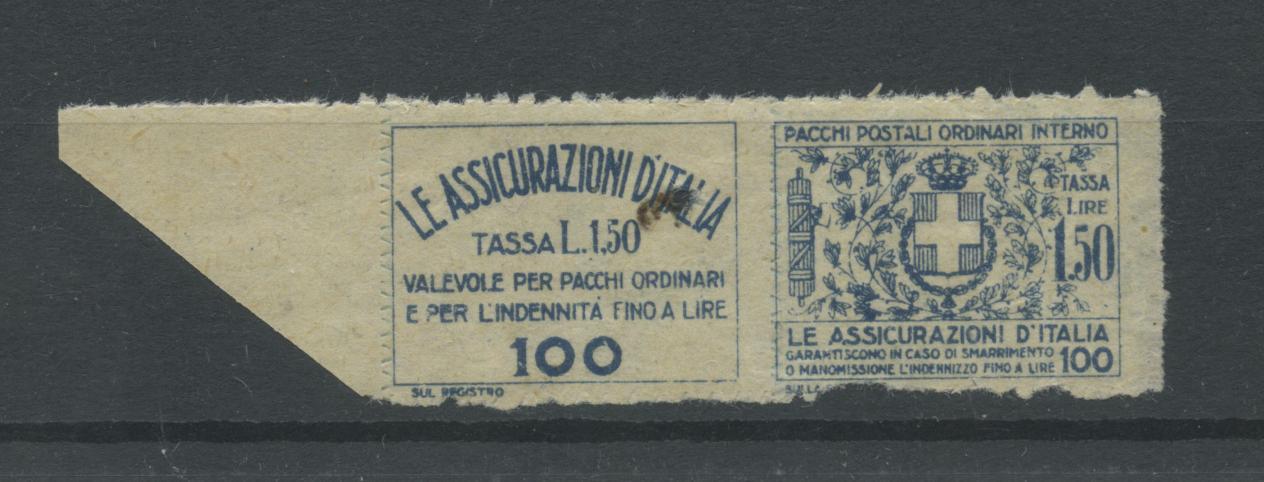 LE ASSICURAZIONI D'ITALIA
TASSA L. 1,50
VALEVOLE PER PACCHI ORDINARI
E PER L'INDENNITÀ FINO A LIRE
100
SUL REGISTRO
PACCHI POSTALI ORDINARI INTERNO
TASSA
LIRE
1.50
LE ASSICURAZIONI D'ITALIA
GARANTISCONO IN CASO DI SMARRIMENTO
O MANOMISSIONE L'INDENNIZZO FINO A LIRE 100